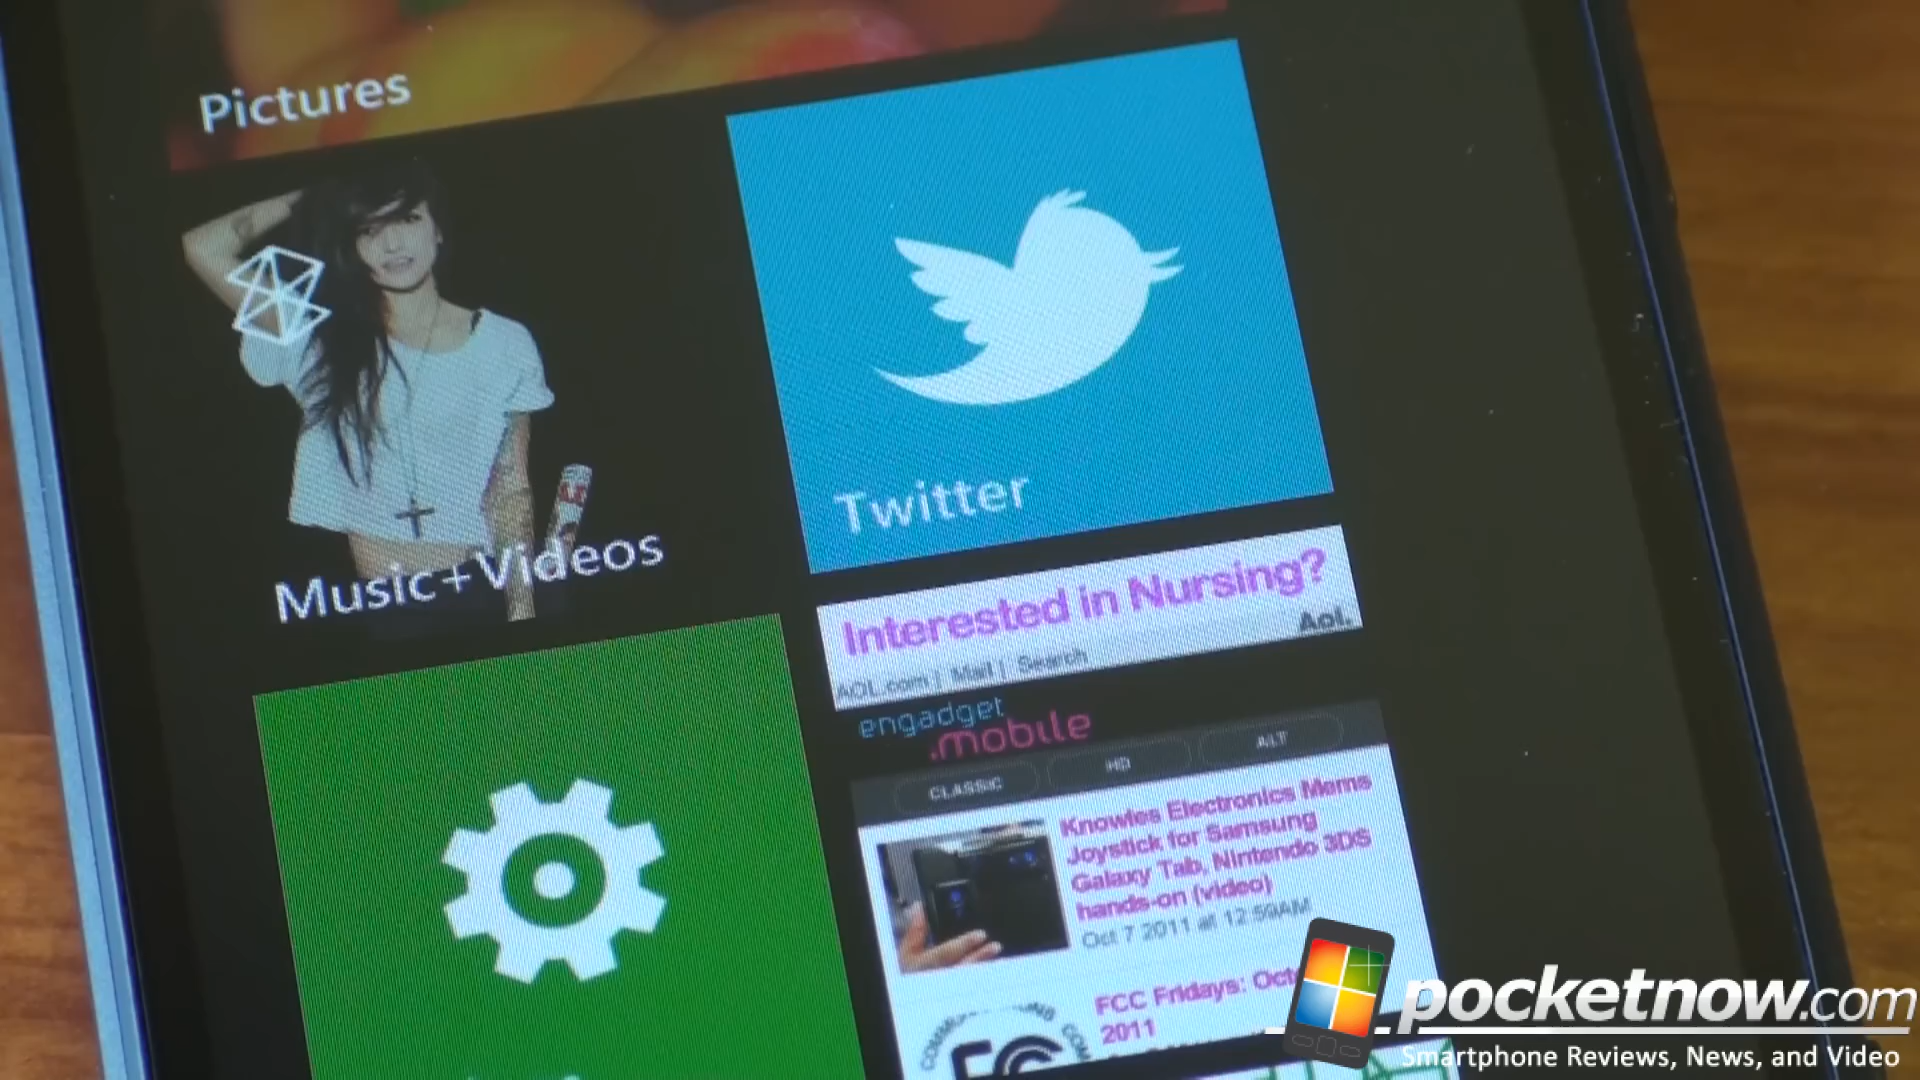 Pictures
Twitter
Music+Videos
Interested in Nursing?
Aol.
AOL.com | Mail | Search
engadget
.mobile
CLASSIC HD ALT
Knowles Electronics Mems
Joystick for Samsung
Galaxy Tab, Nintendo 3DS
hands-on (video)
Oct 7 2011 at 12:59AM
FCC Fridays:
2011
pocketnow.com
Smartphone Reviews, News, and Video